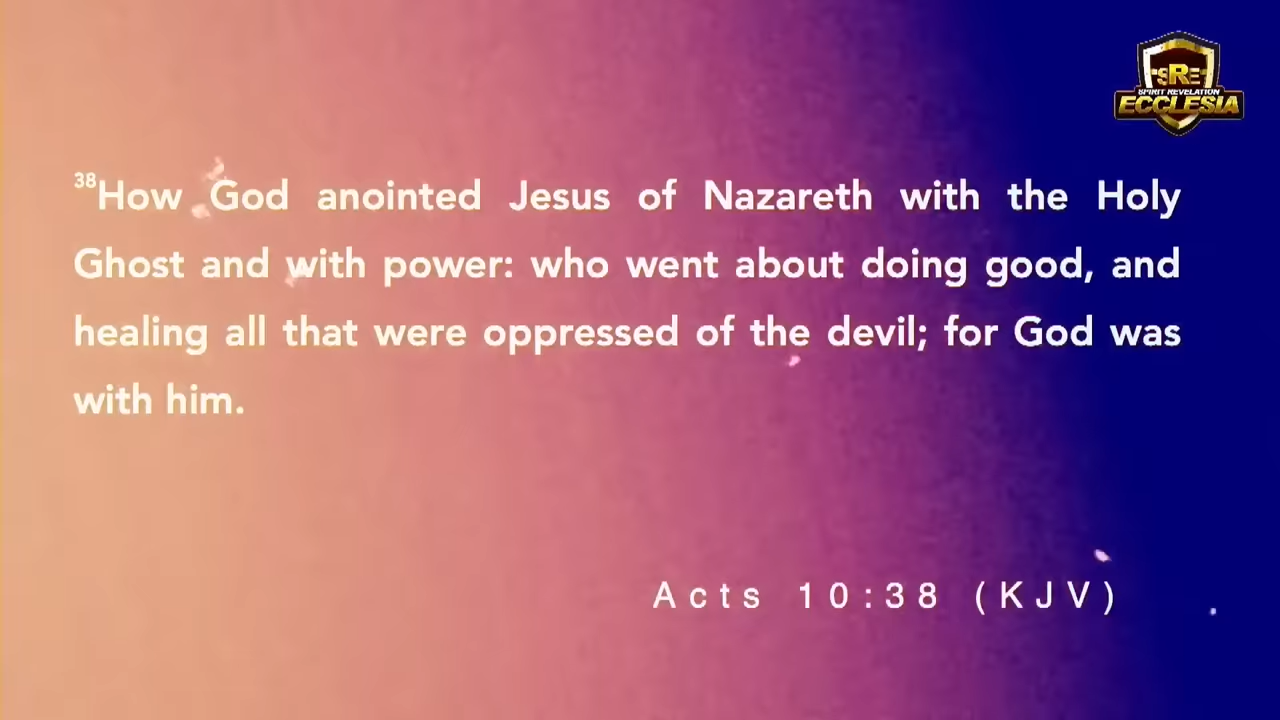 SRE
SPIRIT REVELATION
ECCLESIA
38How God anointed Jesus of Nazareth with the Holy
Ghost and with power: who went about doing good, and
healing all that were oppressed of the devil; for God was
with him.
Acts 10:38 (KJV)